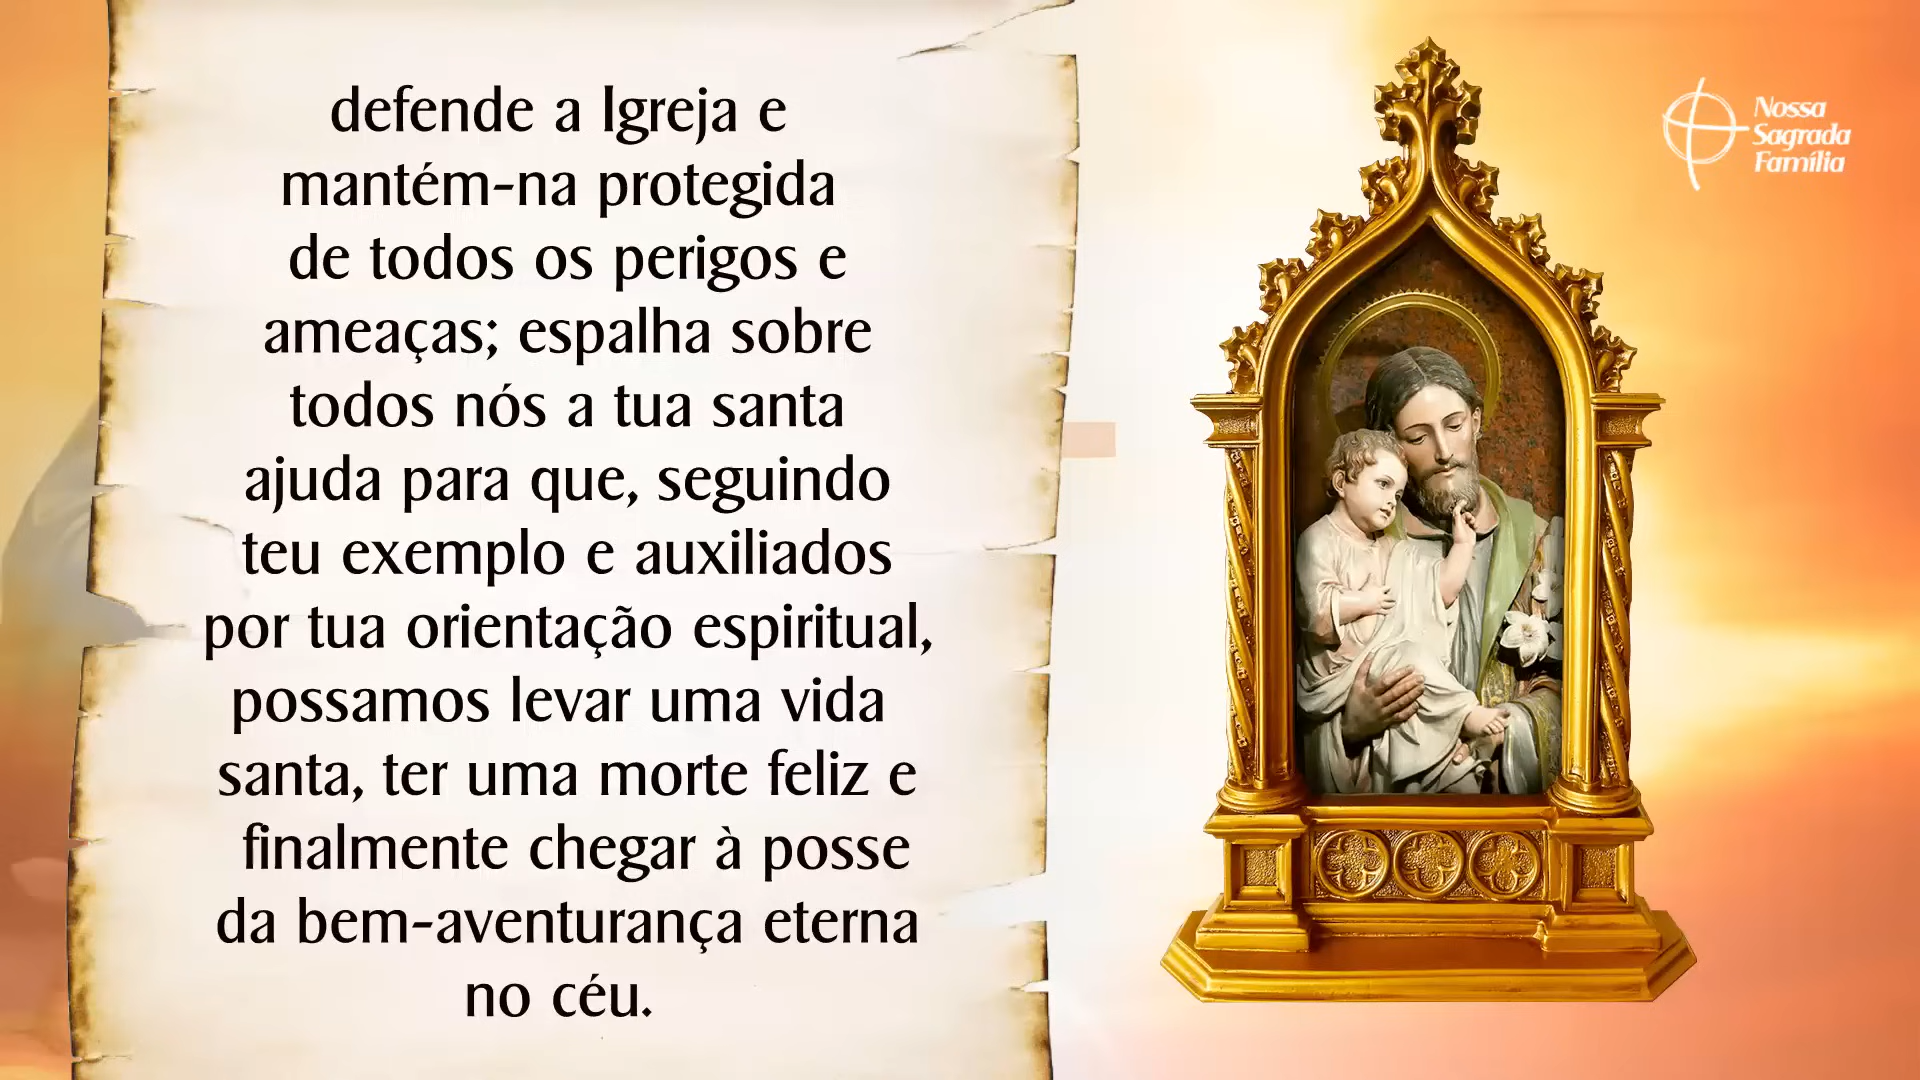 defende a Igreja e
mantém-na protegida
de todos os perigos e
ameaças; espalha sobre
todos nós a tua santa
ajuda para que, seguindo
teu exemplo e auxiliados
por tua orientação espiritual,
possamos levar uma vida
santa, ter uma morte feliz e
finalmente chegar à posse
da bem-aventurança eterna
no céu.
Nossa
Sagrada
Família